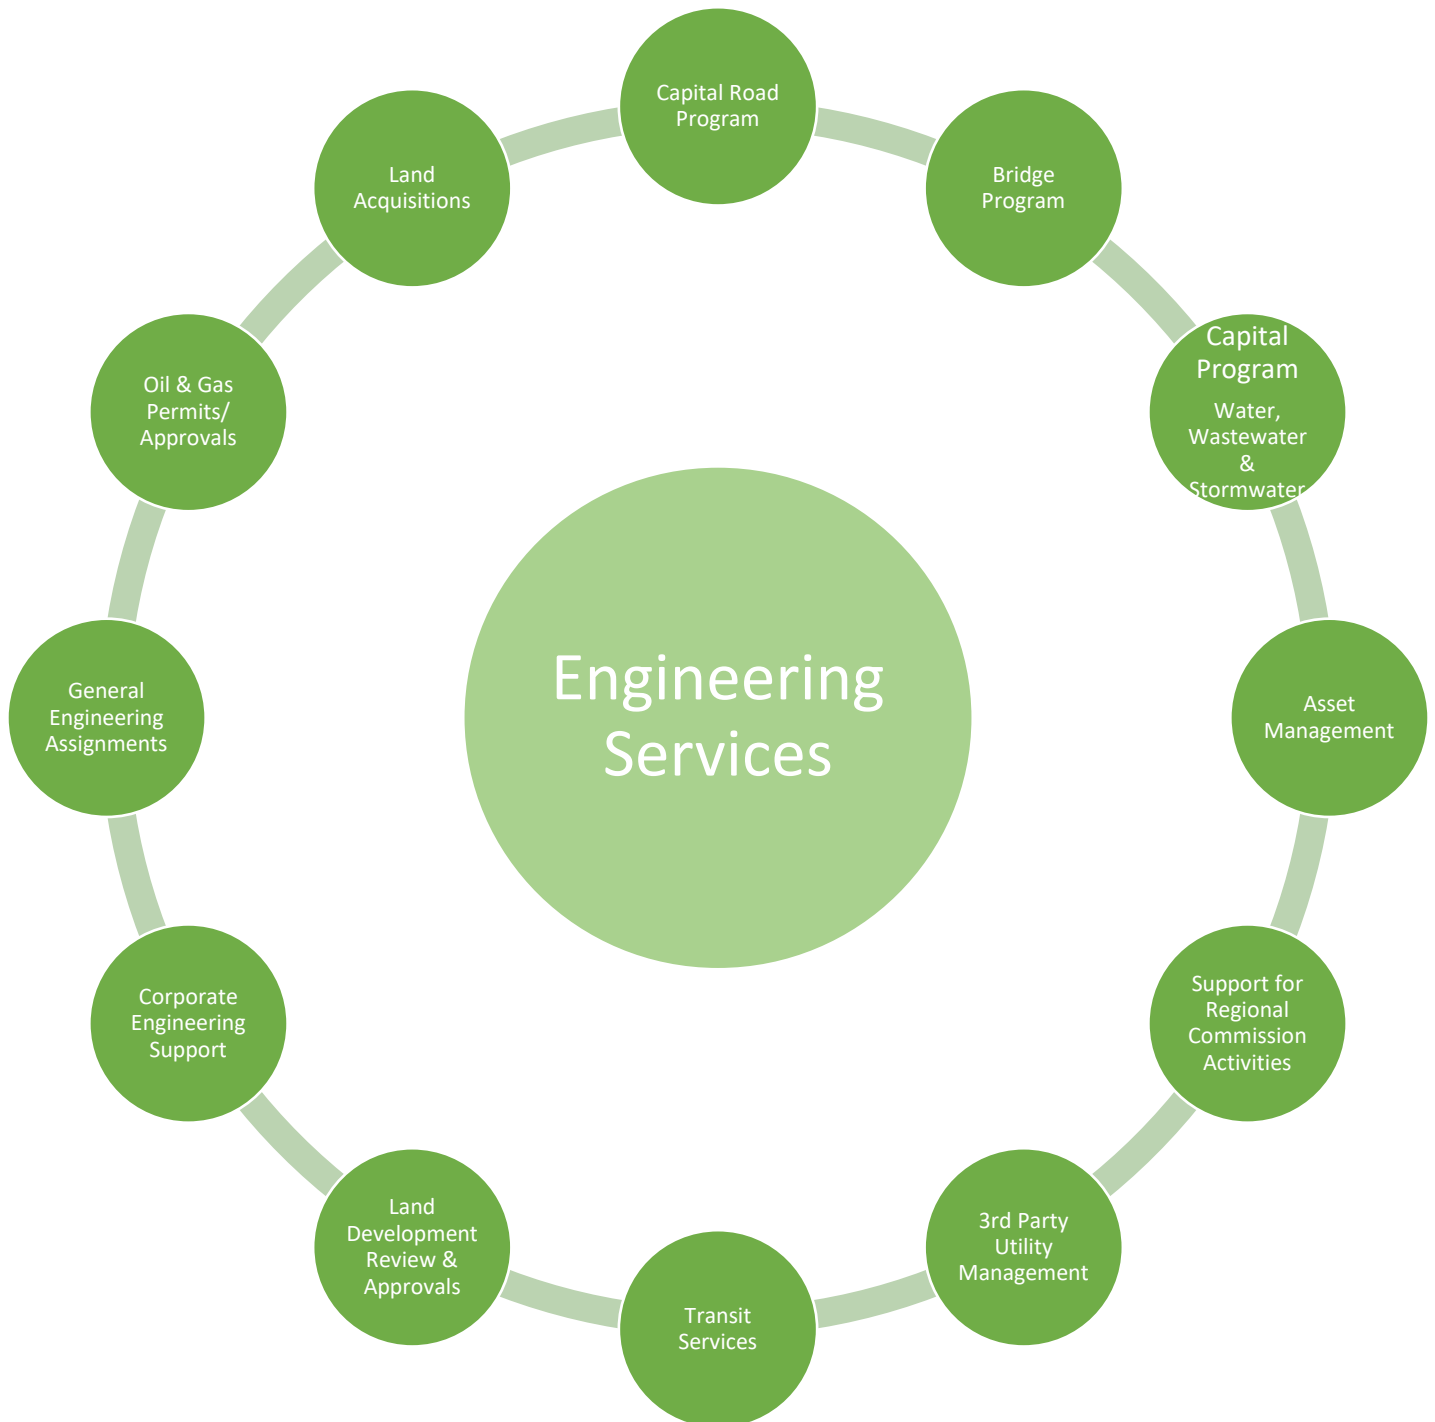 Capital Road
Program
Bridge
Program
Capital
Program
Water,
Wastewater
&
Stormwater
Asset
Management
Support for
Regional
Commission
Activities
3rd Party
Utility
Management
Transit
Services
Land
Development
Review &
Approvals
Corporate
Engineering
Support
General
Engineering
Assignments
Oil & Gas
Permits/
Approvals
Land
Acquisitions
Engineering
Services